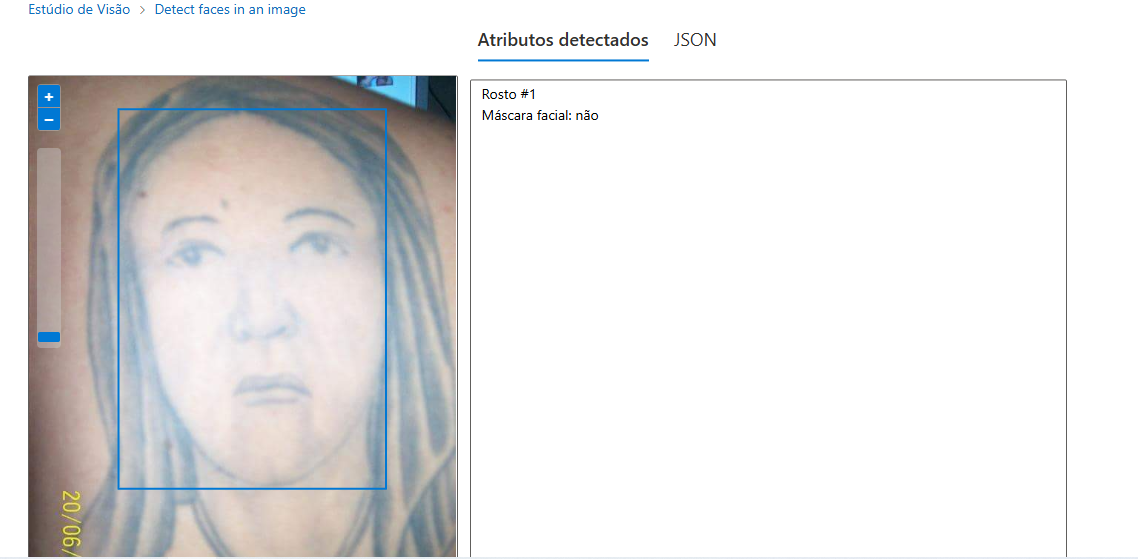 Estúdio de Visão > Detect faces in an image
Atributos detectados JSON
+
−
Rosto #1
Máscara facial: não
20/06/